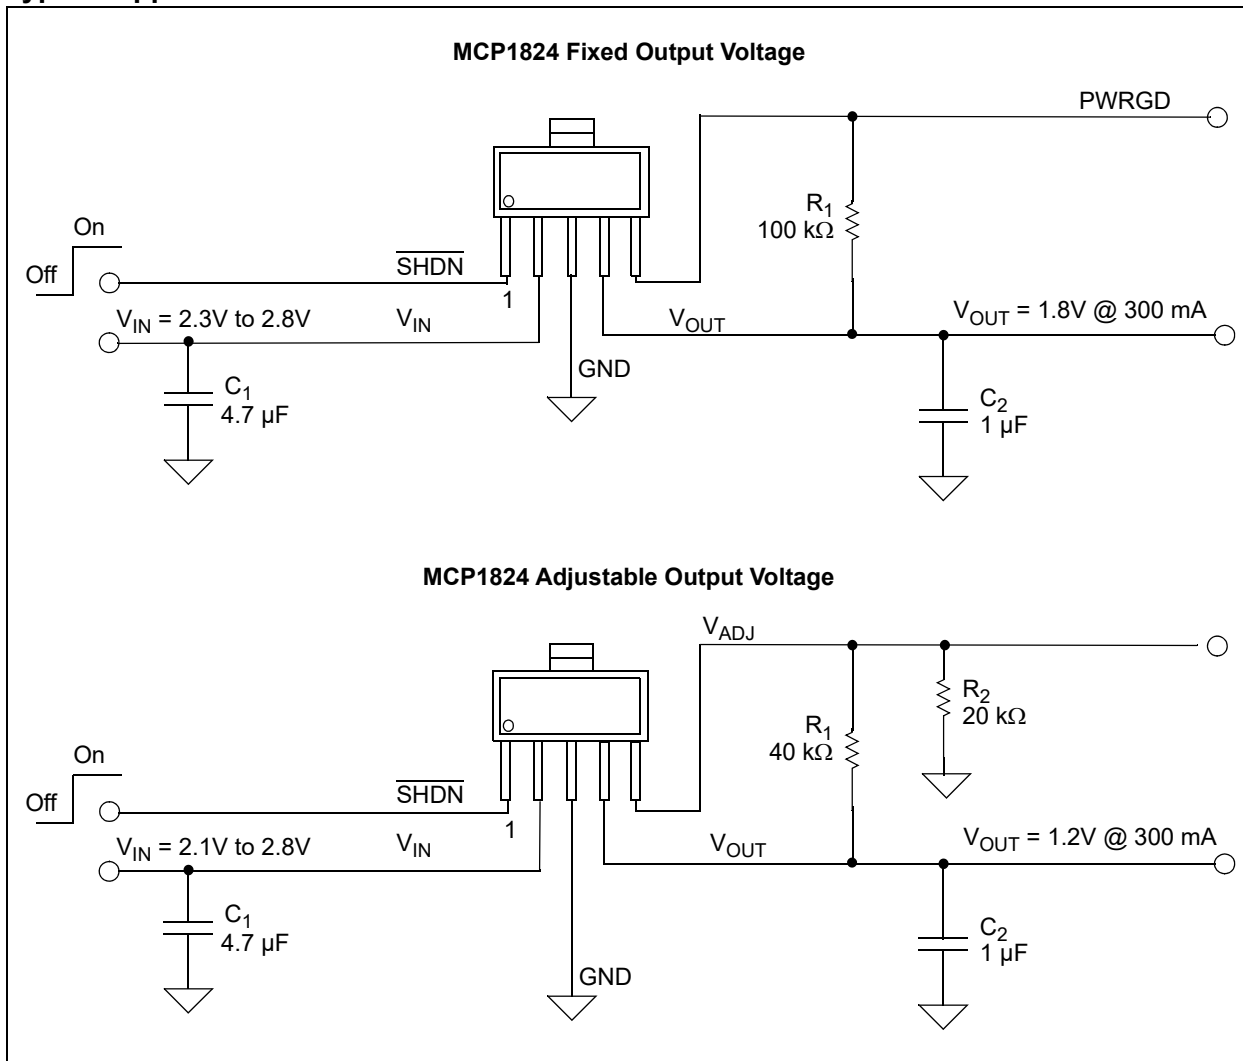 MCP1824 Fixed Output Voltage
PWRGD
R1
100 kΩ
On
Off
SHDN
1
VIN = 2.3V to 2.8V
VIN
VOUT
VOUT = 1.8V @ 300 mA
GND
C1
4.7 µF
C2
1 µF
MCP1824 Adjustable Output Voltage
VADJ
R2
20 kΩ
R1
40 kΩ
On
Off
SHDN
1
VIN = 2.1V to 2.8V
VIN
VOUT
VOUT = 1.2V @ 300 mA
C1
4.7 µF
C2
1 µF
GND